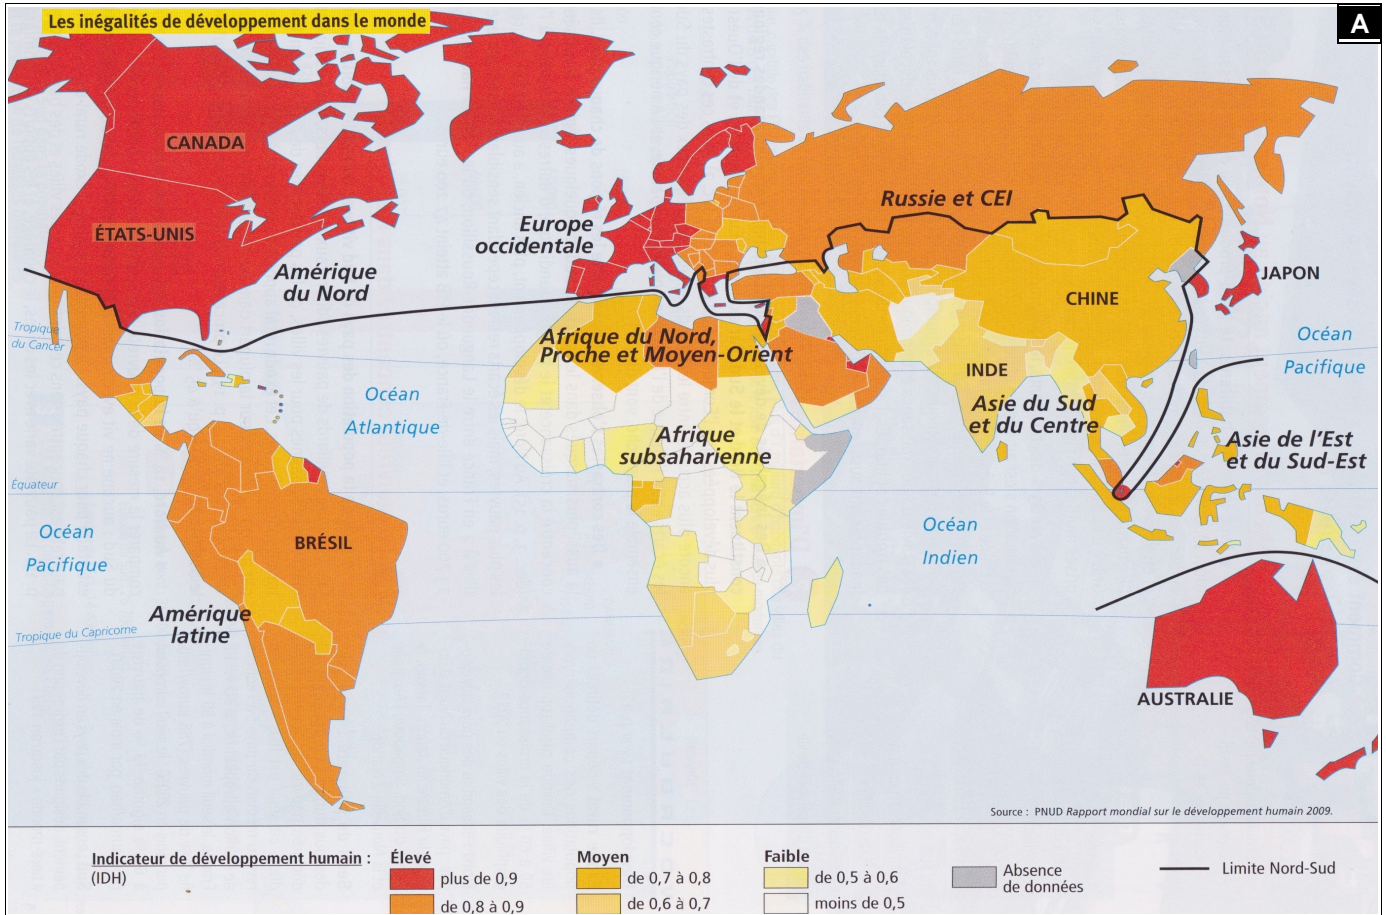 Les inégalités de développement dans le monde
A
CANADA
ÉTATS-UNIS
Amérique
du Nord
Europe
occidentale
Russie et CEI
JAPON
CHINE
Tropique
du Cancer
Océan
Pacifique
Afrique du Nord,
Proche et Moyen-Orient
INDE
Asie du Sud
et du Centre
Océan
Atlantique
Afrique
subsaharienne
Asie de l'Est
et du Sud-Est
Équateur
Océan
Pacifique
BRÉSIL
Océan
Indien
Amérique
latine
Tropique du Capricorne
AUSTRALIE
Source : PNUD Rapport mondial sur le développement humain 2009.
Indicateur de développement humain :
(IDH)
Élevé
plus de 0,9
de 0,8 à 0,9
Moyen
de 0,7 à 0,8
de 0,6 à 0,7
Faible
de 0,5 à 0,6
moins de 0,5
Absence
de données
Limite Nord-Sud